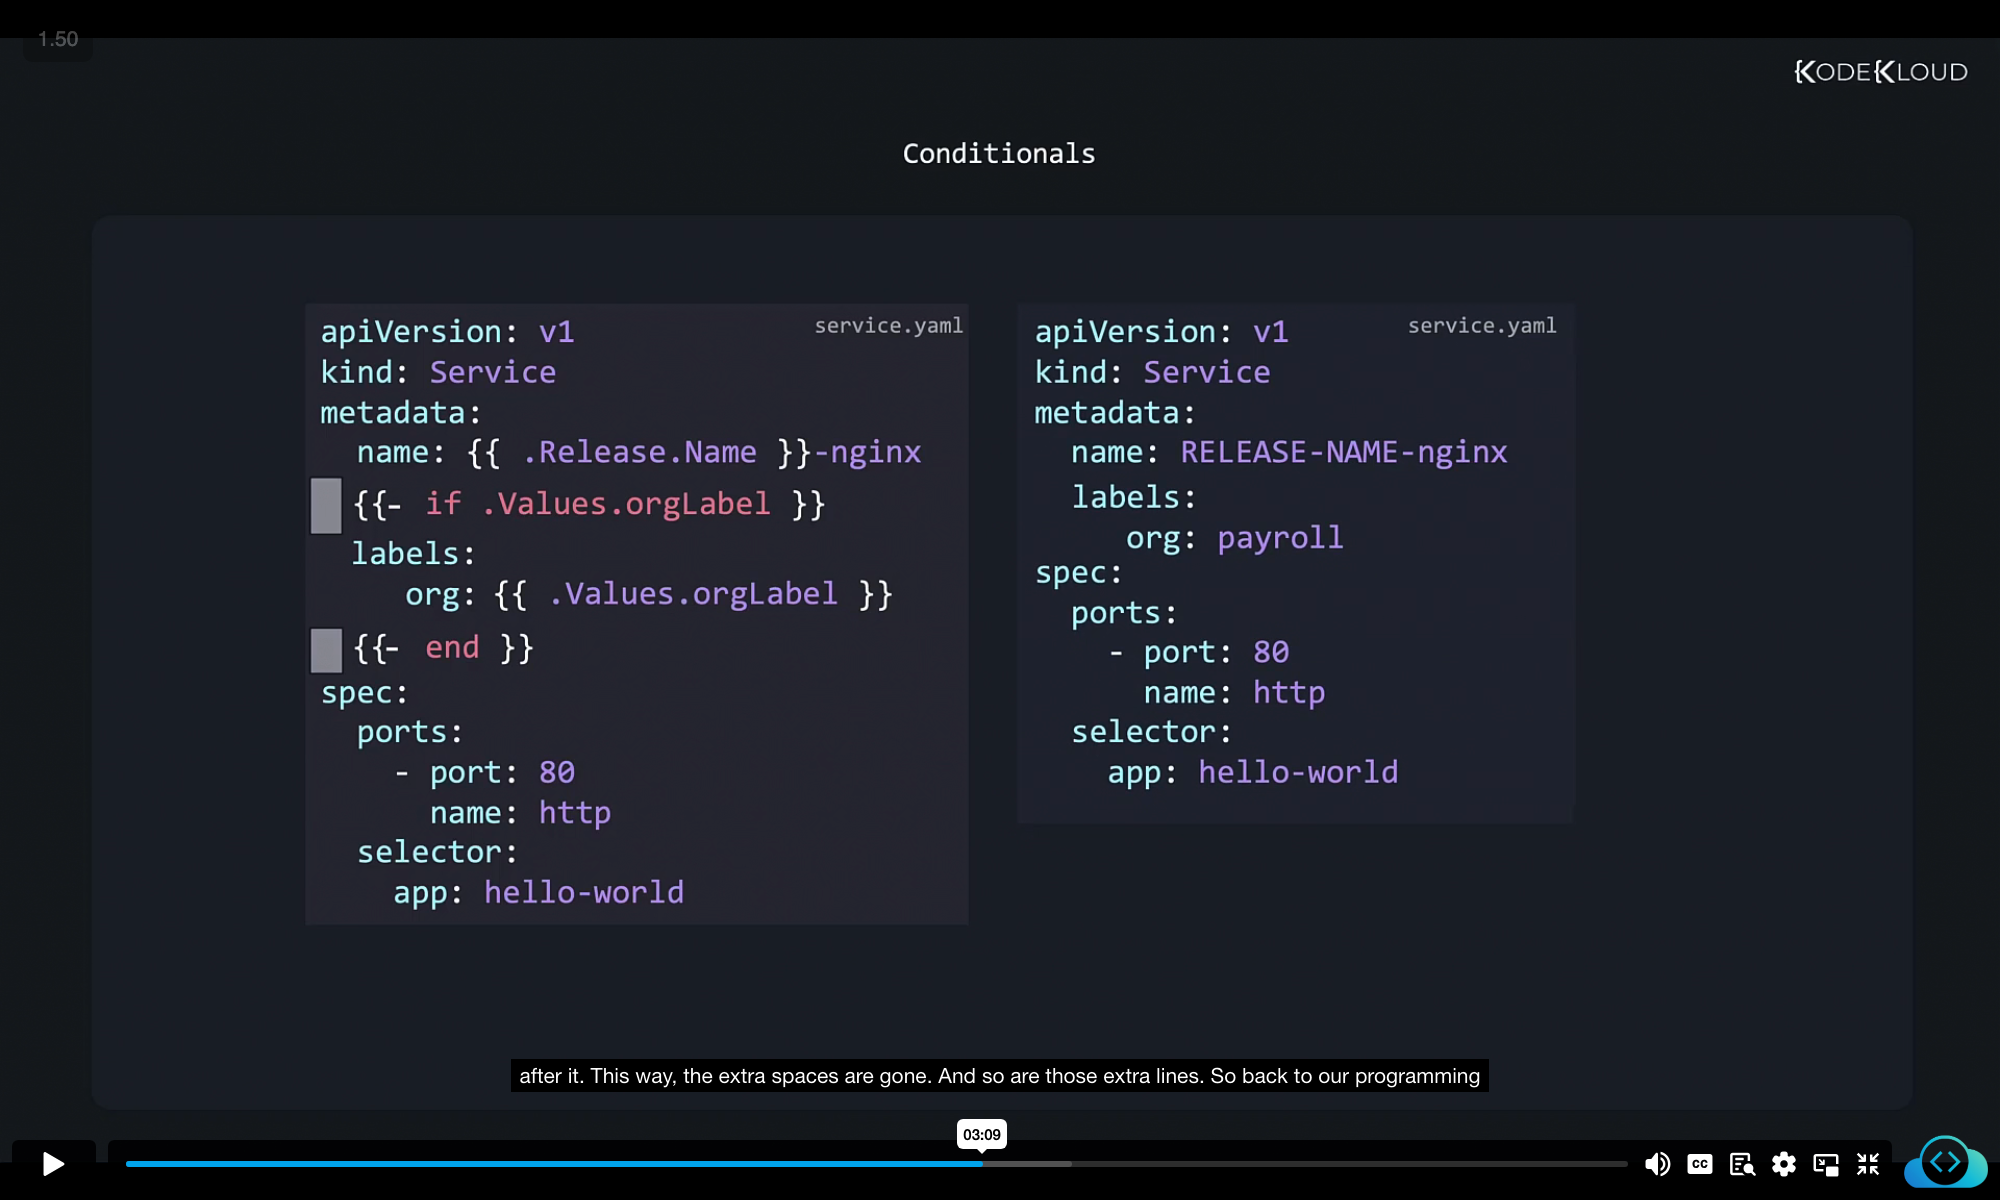 1.50
KODEKLOUD
Conditionals
service.yaml
apiVersion: v1
kind: Service
metadata:
  name: {{ .Release.Name }}-nginx
  {{- if .Values.orgLabel }}
  labels:
     org: {{ .Values.orgLabel }}
  {{- end }}
spec:
  ports:
    - port: 80
      name: http
  selector:
    app: hello-world
service.yaml
apiVersion: v1
kind: Service
metadata:
  name: RELEASE-NAME-nginx
  labels:
     org: payroll
spec:
  ports:
    - port: 80
      name: http
  selector:
    app: hello-world
after it. This way, the extra spaces are gone. And so are those extra lines. So back to our programming
03:09
CC